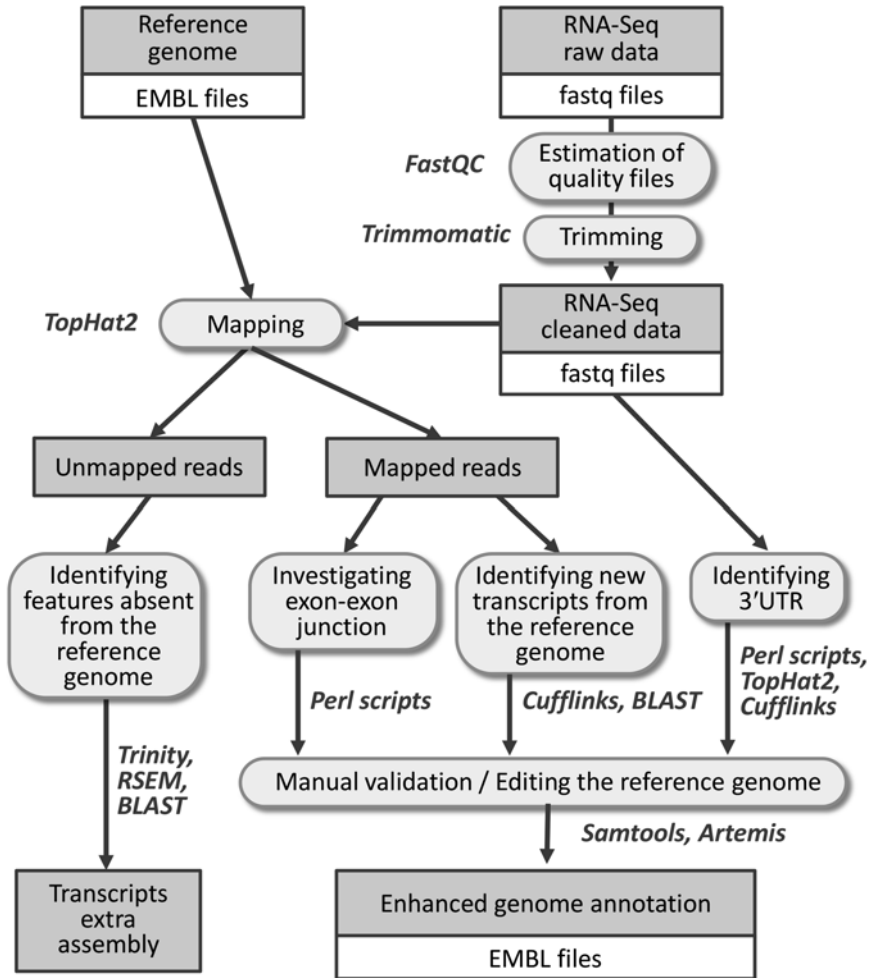 Reference
genome
EMBL files
RNA-Seq
raw data
fastq files
FastQC
Estimation of
quality files
Trimmomatic
Trimming
TopHat2
Mapping
RNA-Seq
cleaned data
fastq files
Unmapped reads
Mapped reads
Identifying
features absent
from the
reference
genome
Investigating
exon-exon
junction
Identifying new
transcripts from
the reference
genome
Identifying
3’UTR
Perl scripts
Cufflinks, BLAST
Perl scripts,
TopHat2,
Cufflinks
Trinity,
RSEM,
BLAST
Manual validation / Editing the reference genome
Samtools, Artemis
Transcripts
extra
assembly
Enhanced genome annotation
EMBL files